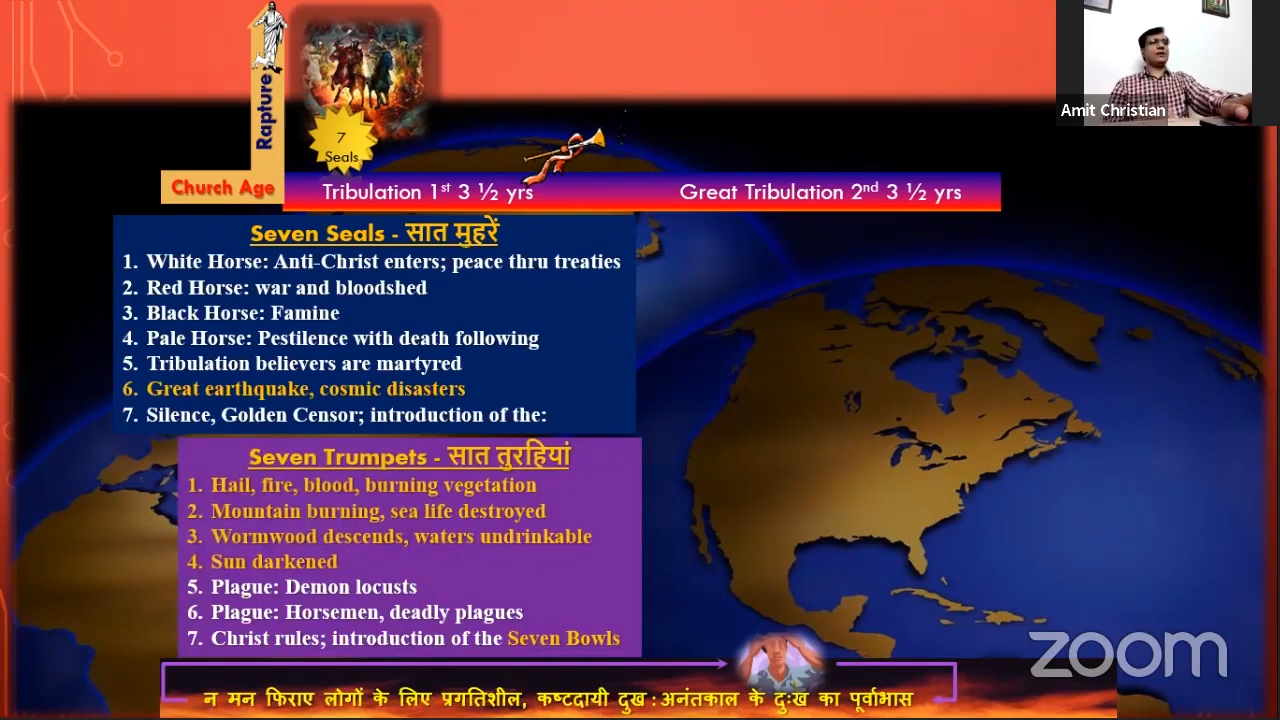 Amit Christian
Rapture
7
Seals
Church Age
Tribulation 1st 3 ½ yrs
Great Tribulation 2nd 3 ½ yrs
Seven Seals - सात मुहरें
1. White Horse: Anti-Christ enters; peace thru treaties
2. Red Horse: war and bloodshed
3. Black Horse: Famine
4. Pale Horse: Pestilence with death following
5. Tribulation believers are martyred
6. Great earthquake, cosmic disasters
7. Silence, Golden Censor; introduction of the:
Seven Trumpets - सात तुरहियां
1. Hail, fire, blood, burning vegetation
2. Mountain burning, sea life destroyed
3. Wormwood descends, waters undrinkable
4. Sun darkened
5. Plague: Demon locusts
6. Plague: Horsemen, deadly plagues
7. Christ rules; introduction of the Seven Bowls
zoom
न मन फिराए लोगों के लिए प्रगतिशील, कष्टदायी दुख : अनंतकाल के दुःख का पूर्वाभास